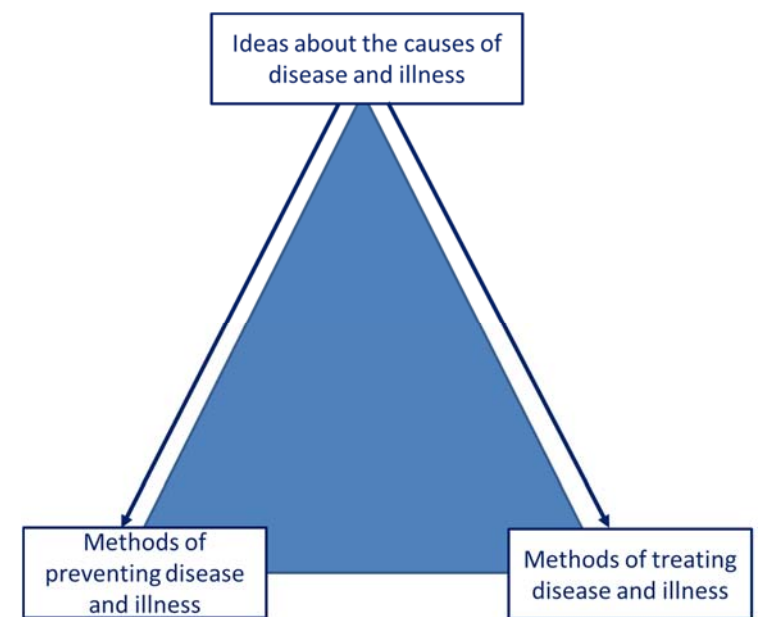 Ideas about the causes of
disease and illness
Methods of
preventing disease
and illness
Methods of treating
disease and illness